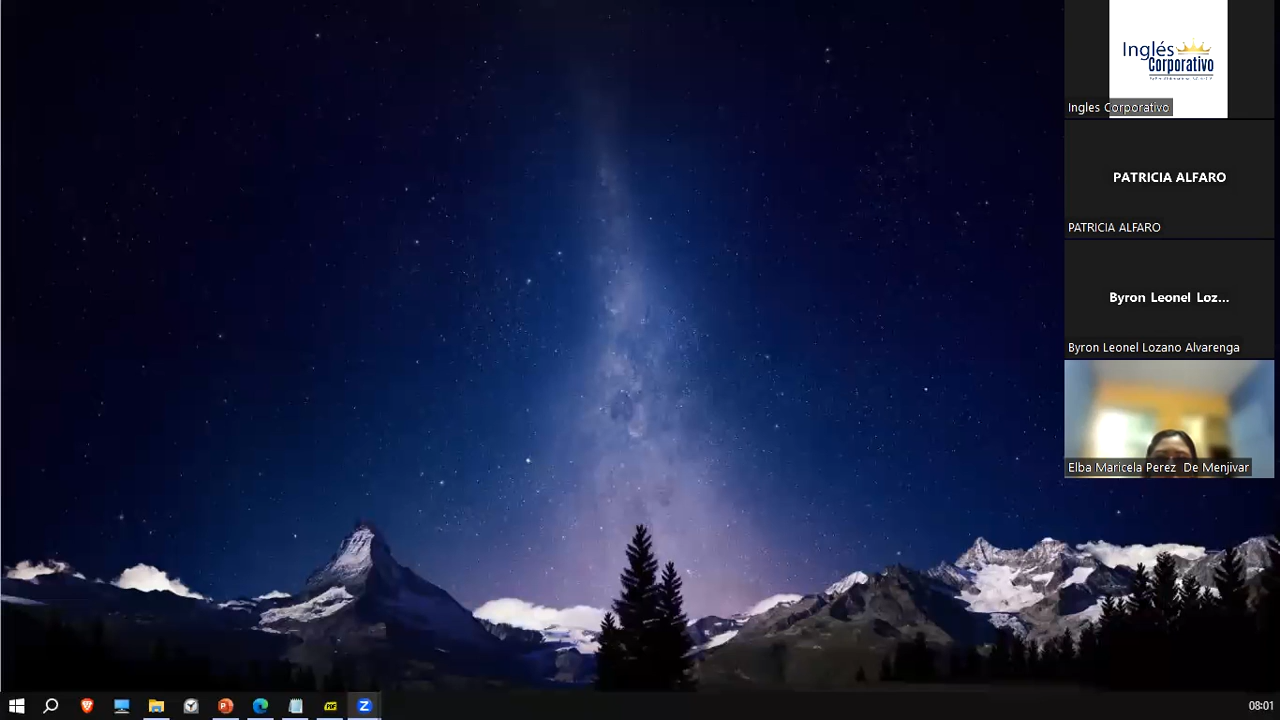 Inglés
Corporativo
Ingles Corporativo
PATRICIA ALFARO
PATRICIA ALFARO
Byron Leonel Loz...
Byron Leonel Lozano Alvarenga
Elba Maricela Perez De Menjivar
08:01